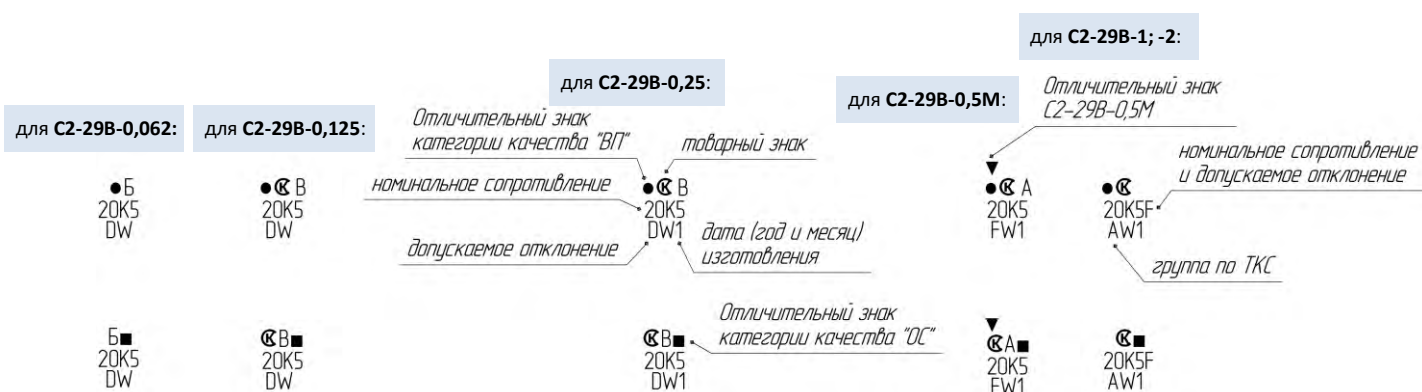 для С2-29В-1; -2:
для С2-29В-0,25:
для С2-29В-0,5М:
для С2-29В-0,062:
для С2-29В-0,125:
Отличительный знак
С2-29В-0,5М
Отличительный знак
категории качества "ВП"
товарный знак
номинальное сопротивление
номинальное сопротивление
и допускаемое отклонение
●Б
20К5
DW
●К В
20К5
DW
●К В
20К5
DW1
▼
●К А
20К5
FW1
●К
20К5F
AW1
допускаемое отклонение
дата (год и месяц)
изготовления
группа по ТКС
Отличительный знак
категории качества "ОС"
Б■
20К5
DW
КВ■
20К5
DW
КВ■
20К5
DW1
▼
КА■
20К5
FW1
К■
20К5F
AW1